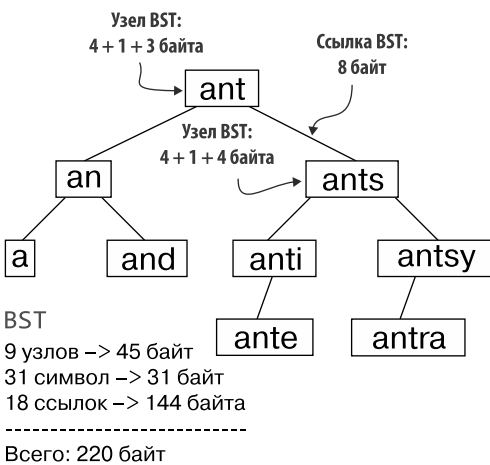 Узел BST:
4 + 1 + 3 байта
Ссылка BST:
8 байт
ant
Узел BST:
4 + 1 + 4 байта
an
ants
a
and
anti
antsy
ante
antra
BST
9 узлов –> 45 байт
31 символ –> 31 байт
18 ссылок –> 144 байта
---------------------------
Всего: 220 байт